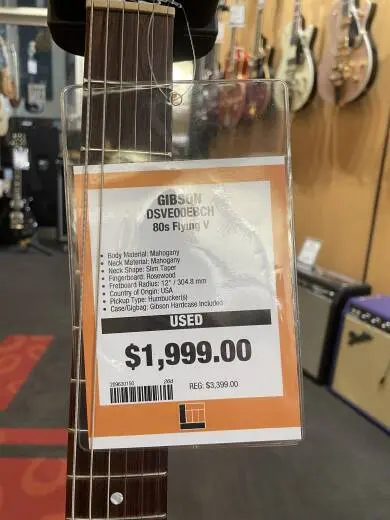 GIBSON
DSVE00EBCH
80s Flying V
• Body Material: Mahogany
• Neck Material: Mahogany
• Neck Shape: Slim Taper
• Fingerboard: Rosewood
• Fretboard Radius: 12" / 304.8 mm
• Country of Origin: USA
• Pickup Type: Humbucker(s)
• Case/Gigbag: Gibson Hardcase Included
USED
$1,999.00
209630150
REG: $3,399.00